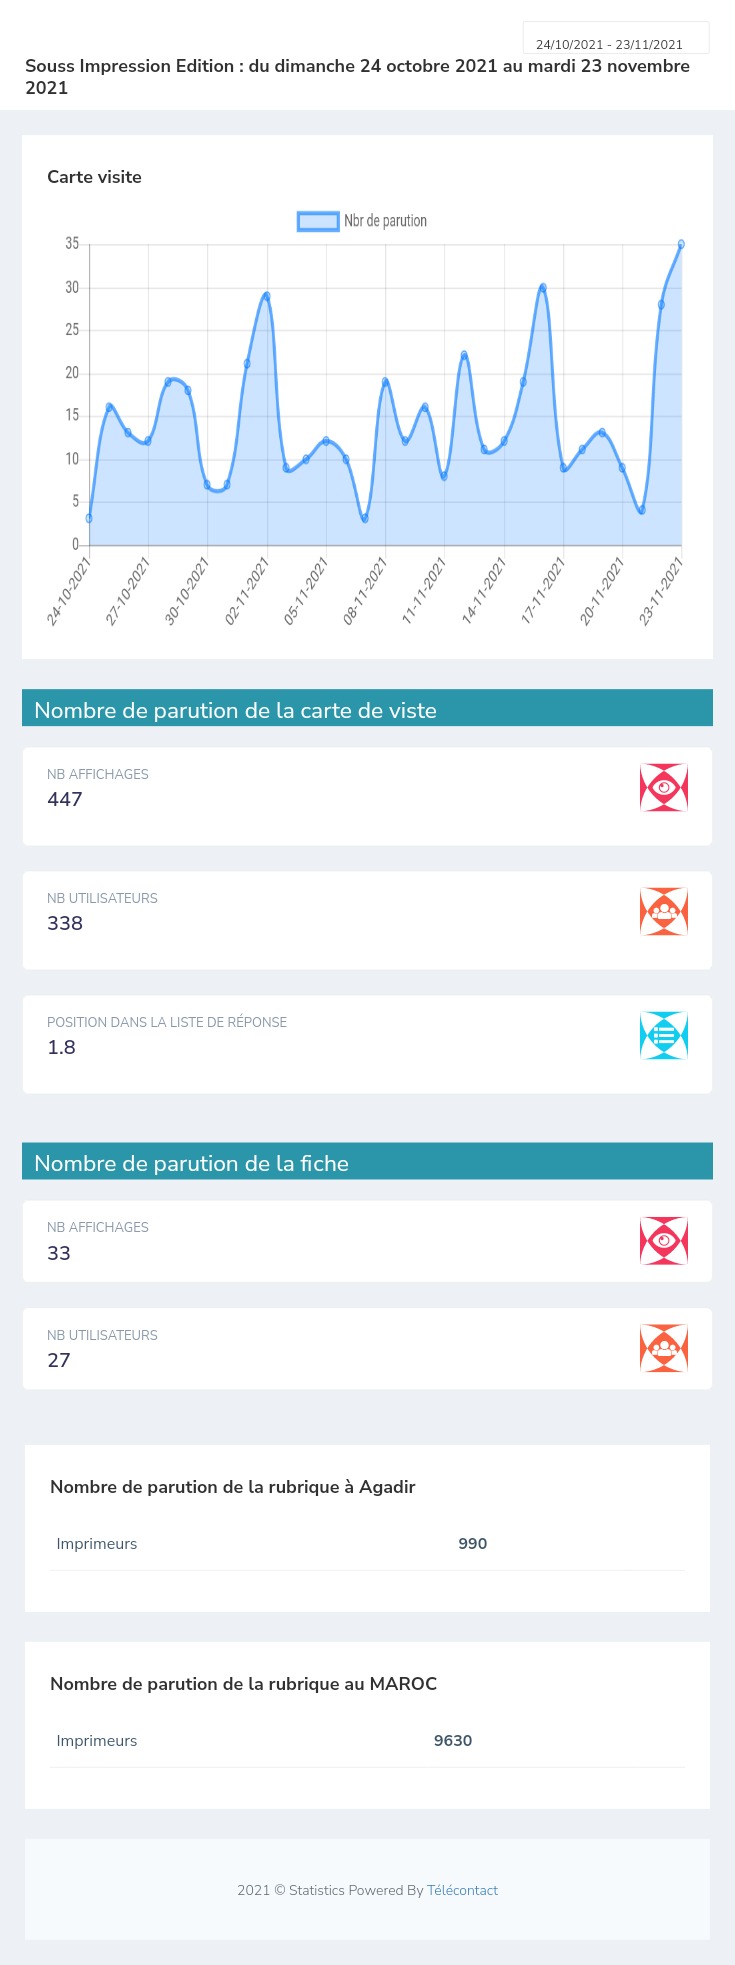 24/10/2021 - 23/11/2021
Souss Impression Edition : du dimanche 24 octobre 2021 au mardi 23 novembre
2021
Carte visite
Nbr de parution
35
30
25
20
15
10
5
0
24-10-2021
27-10-2021
30-10-2021
02-11-2021
05-11-2021
08-11-2021
11-11-2021
14-11-2021
17-11-2021
20-11-2021
23-11-2021
Nombre de parution de la carte de viste
NB AFFICHAGES
447
NB UTILISATEURS
338
POSITION DANS LA LISTE DE RÉPONSE
1.8
Nombre de parution de la fiche
NB AFFICHAGES
33
NB UTILISATEURS
27
Nombre de parution de la rubrique à Agadir
Imprimeurs 990
Nombre de parution de la rubrique au MAROC
Imprimeurs 9630
2021 © Statistics Powered By Télécontact